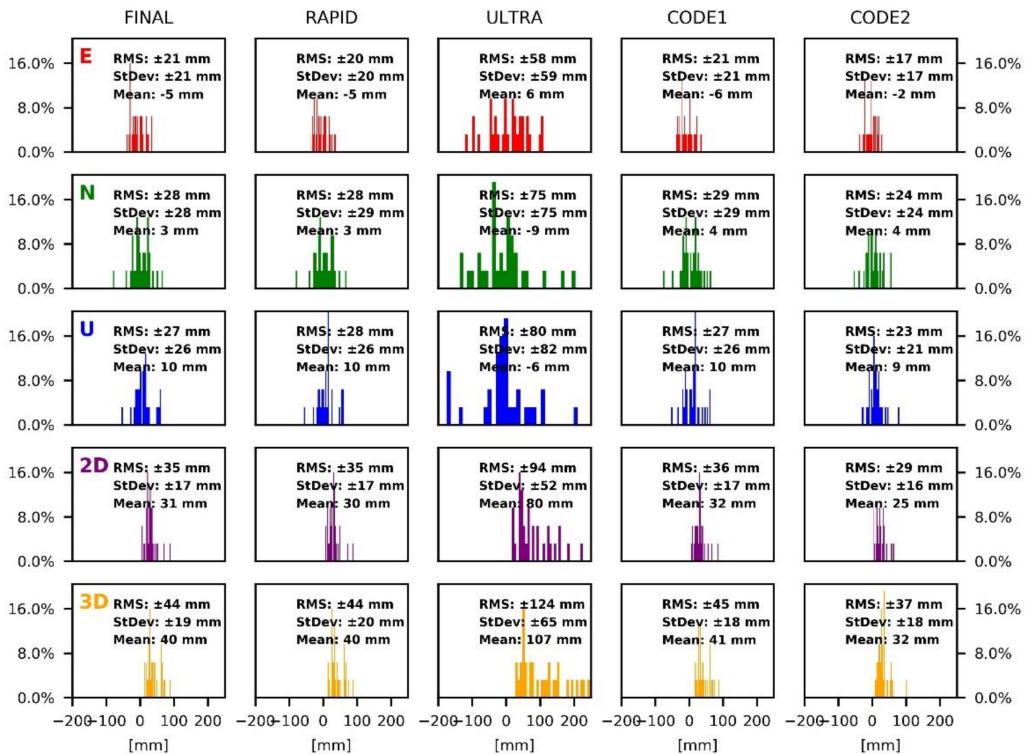 FINAL RAPID ULTRA CODE1 CODE2
16.0% E RMS: ±21 mm RMS: ±20 mm RMS: ±58 mm RMS: ±21 mm RMS: ±17 mm 16.0%
StDev: ±21 mm StDev: ±20 mm StDev: ±59 mm StDev: ±21 mm StDev: ±17 mm
8.0% Mean: -5 mm Mean: -5 mm Mean: 6 mm Mean: -6 mm Mean: -2 mm 8.0%
0.0% 0.0%
16.0% N RMS: ±28 mm RMS: ±28 mm RMS: ±75 mm RMS: ±29 mm RMS: ±24 mm 16.0%
StDev: ±28 mm StDev: ±29 mm StDev: ±75 mm StDev: ±29 mm StDev: ±24 mm
8.0% Mean: 3 mm Mean: 3 mm Mean: -9 mm Mean: 4 mm Mean: 4 mm 8.0%
0.0% 0.0%
16.0% U RMS: ±27 mm RMS: ±28 mm RMS: ±80 mm RMS: ±27 mm RMS: ±23 mm 16.0%
StDev: ±26 mm StDev: ±26 mm StDev: ±82 mm StDev: ±26 mm StDev: ±21 mm
8.0% Mean: 10 mm Mean: 10 mm Mean: -6 mm Mean: 10 mm Mean: 9 mm 8.0%
0.0% 0.0%
16.0% 2D RMS: ±35 mm RMS: ±35 mm RMS: ±94 mm RMS: ±36 mm RMS: ±29 mm 16.0%
StDev: ±17 mm StDev: ±17 mm StDev: ±52 mm StDev: ±17 mm StDev: ±16 mm
8.0% Mean: 31 mm Mean: 30 mm Mean: 80 mm Mean: 32 mm Mean: 25 mm 8.0%
0.0% 0.0%
16.0% 3D RMS: ±44 mm RMS: ±44 mm RMS: ±124 mm RMS: ±45 mm RMS: ±37 mm 16.0%
StDev: ±19 mm StDev: ±20 mm StDev: ±65 mm StDev: ±18 mm StDev: ±18 mm
8.0% Mean: 40 mm Mean: 40 mm Mean: 107 mm Mean: 41 mm Mean: 32 mm 8.0%
0.0% 0.0%
−200 −100 0 100 200 −200 −100 0 100 200 −200 −100 0 100 200 −200 −100 0 100 200 −200 −100 0 100 200
[mm] [mm] [mm] [mm] [mm]